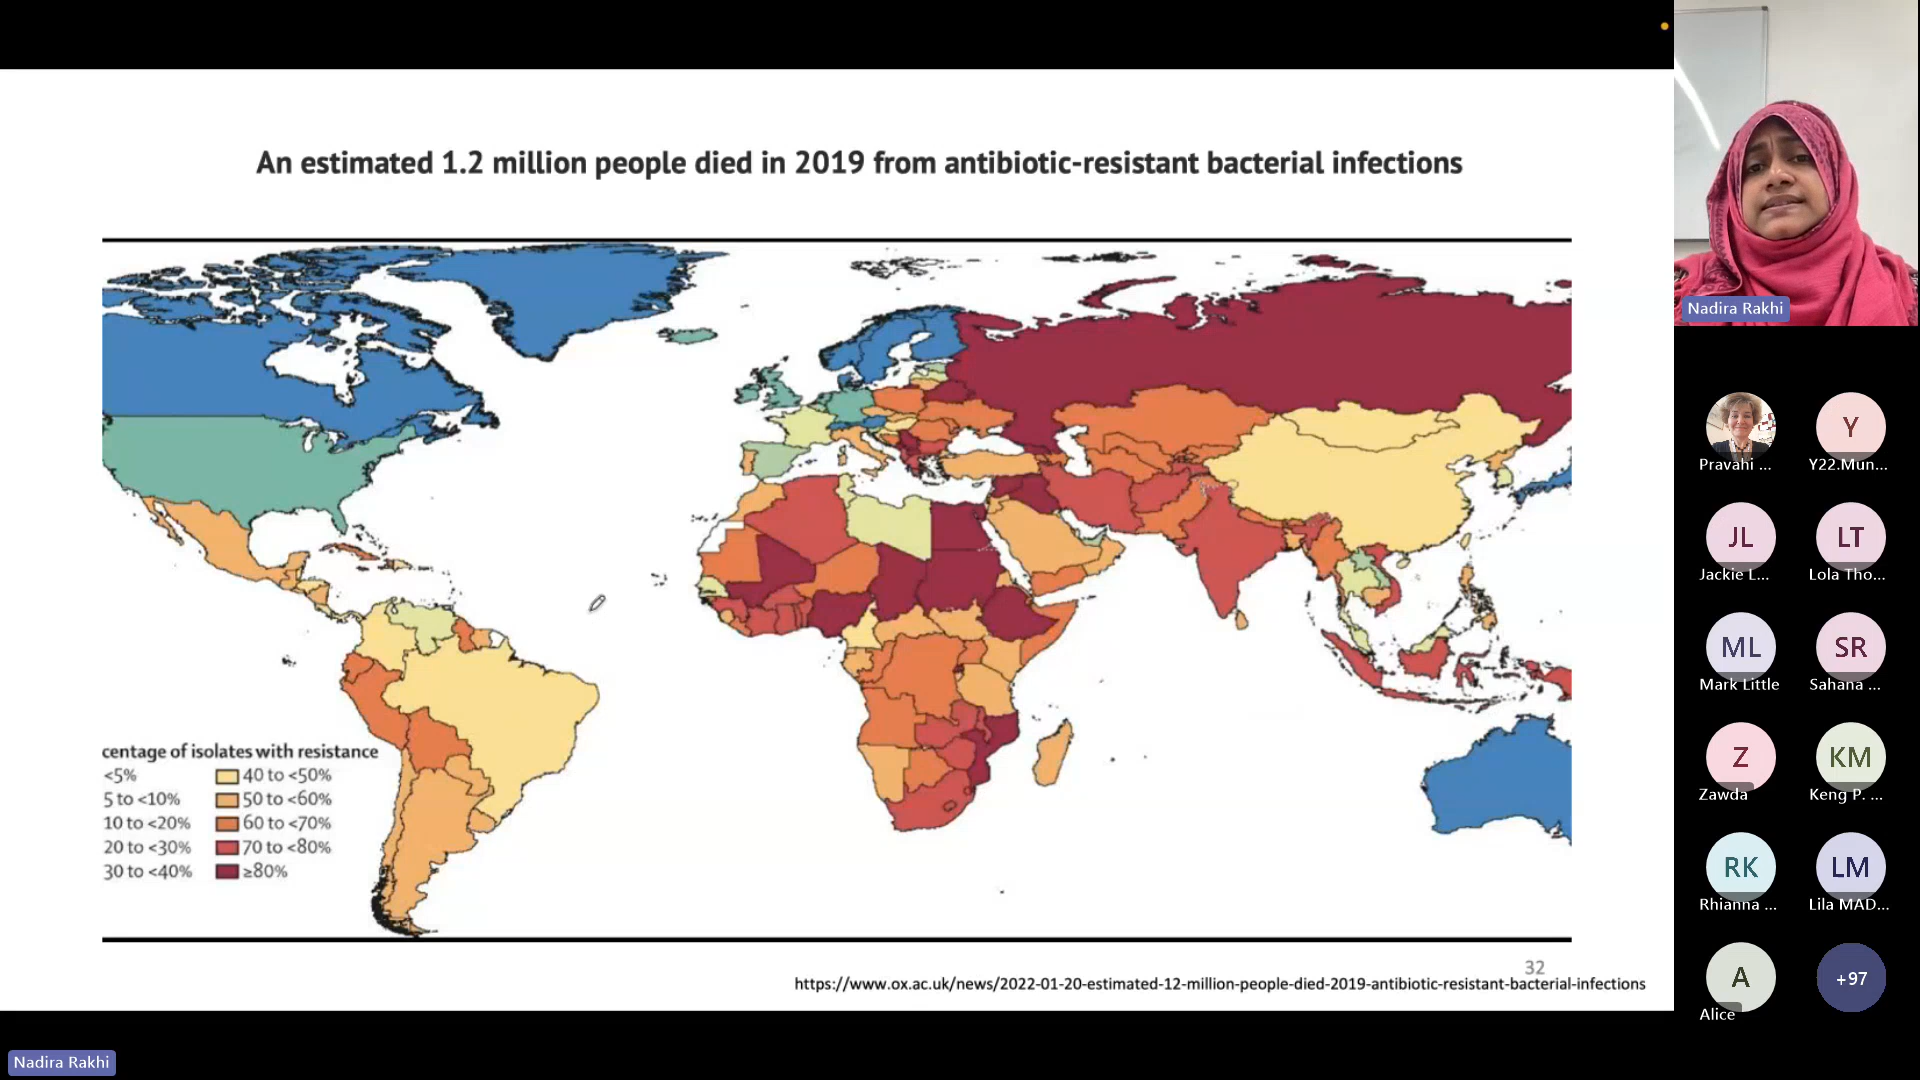 An estimated 1.2 million people died in 2019 from antibiotic-resistant bacterial infections
centage of isolates with resistance
<5% 40 to <50%
5 to <10% 50 to <60%
10 to <20% 60 to <70%
20 to <30% 70 to <80%
30 to <40% ≥80%
32
https://www.ox.ac.uk/news/2022-01-20-estimated-12-million-people-died-2019-antibiotic-resistant-bacterial-infections
Nadira Rakhi
Nadira Rakhi
Pravahi ...
Y
Y22.Mun...
JL
Jackie L...
LT
Lola Tho...
ML
Mark Little
SR
Sahana ...
Z
Zawda
KM
Keng P. ...
RK
Rhianna ...
LM
Lila MAD...
A
Alice
+97